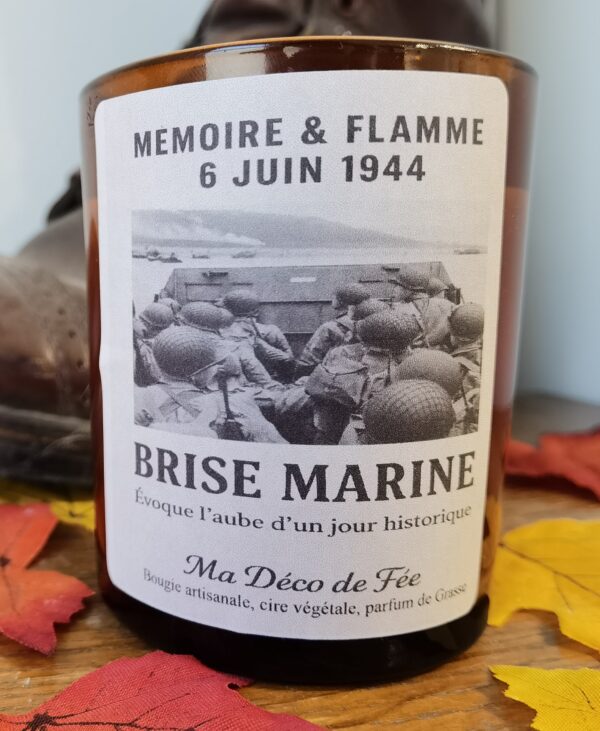 MEMOIRE & FLAMME
6 JUIN 1944
BRISE MARINE
Évoque l'aube d'un jour historique
Ma Déco de Fée
Bougie artisanale, cire végétale, parfum de Grasse